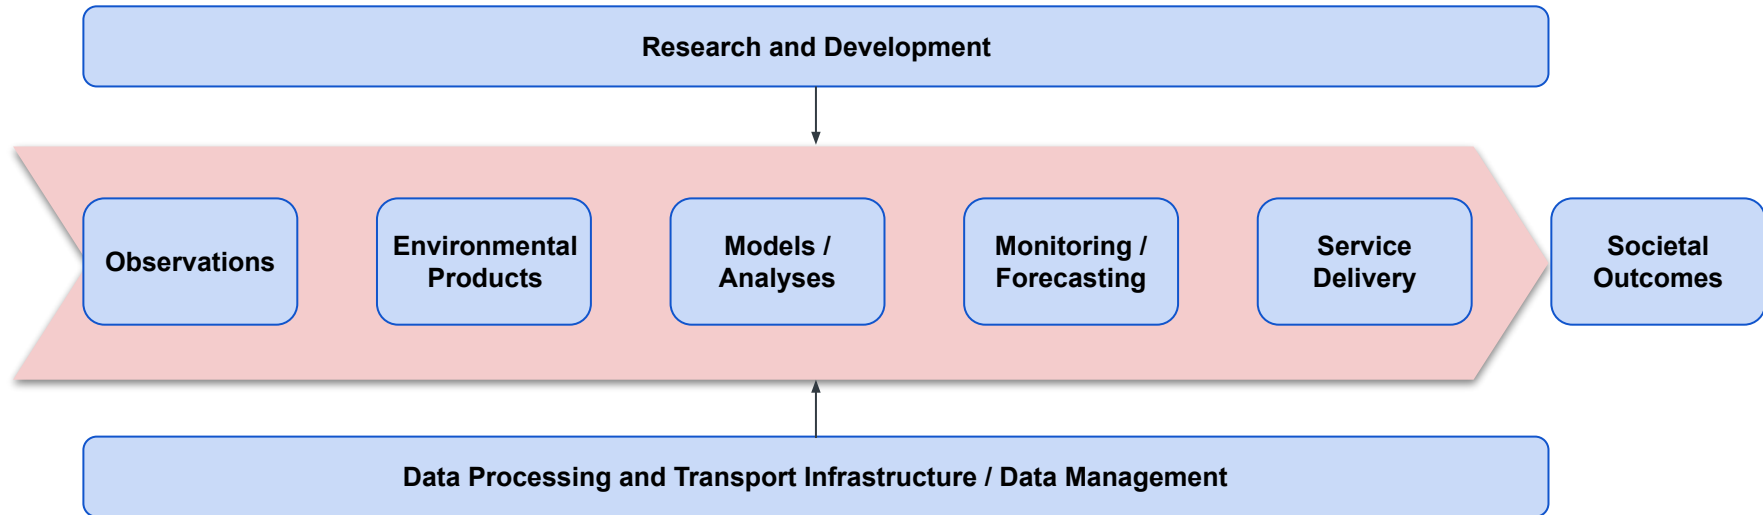 Research and Development
Observations
Environmental
Products
Models /
Analyses
Monitoring /
Forecasting
Service
Delivery
Societal
Outcomes
Data Processing and Transport Infrastructure / Data Management